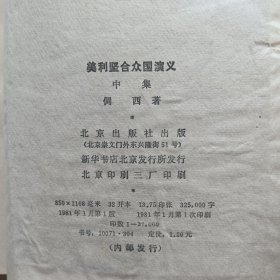 美利坚合众国演义
中集
倜西著
北京出版社出版
(北京崇文门外东兴隆街51号)
新华书店北京发行所发行
北京印刷三厂印刷
850×1168毫米 32开本 13.75印张 325,000字
1981年1月第1版 1981年1月第1次印刷
印数1—37,000
书号:10071·304 定价:1.20元
(内部发行)